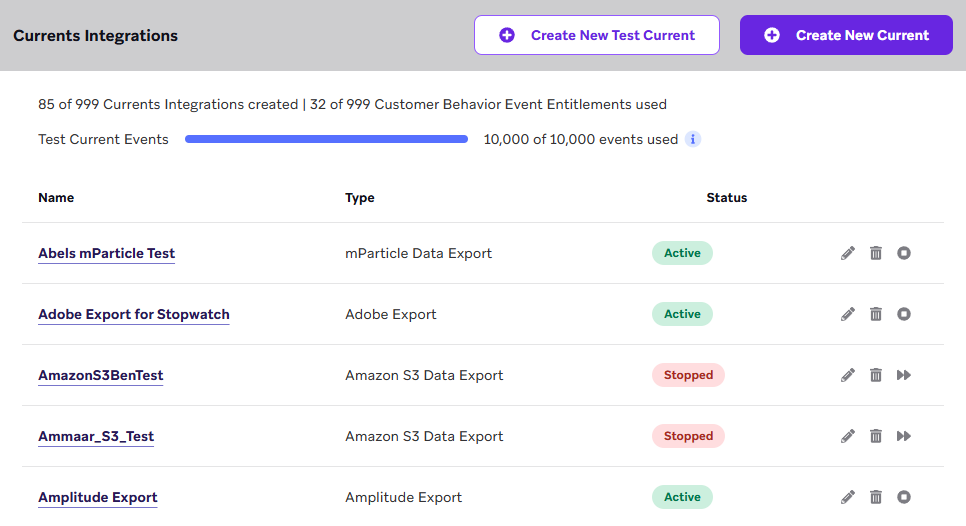 Currents Integrations
Create New Test Current
Create New Current
85 of 999 Currents Integrations created | 32 of 999 Customer Behavior Event Entitlements used
Test Current Events 10,000 of 10,000 events used i
Name Type Status
Abels mParticle Test mParticle Data Export Active
Adobe Export for Stopwatch Adobe Export Active
AmazonS3BenTest Amazon S3 Data Export Stopped
Ammaar_S3_Test Amazon S3 Data Export Stopped
Amplitude Export Amplitude Export Active